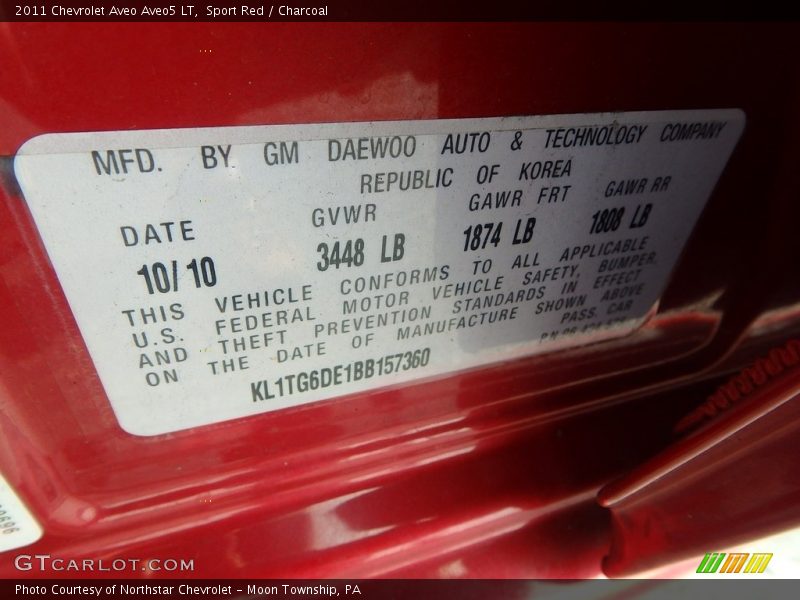 2011 Chevrolet Aveo Aveo5 LT, Sport Red / Charcoal
MFD. BY GM DAEWOO AUTO & TECHNOLOGY COMPANY
REPUBLIC OF KOREA
DATE GVWR GAWR FRT GAWR RR
10/10 3448 LB 1874 LB 1808 LB
THIS VEHICLE CONFORMS TO ALL APPLICABLE
U.S. FEDERAL MOTOR VEHICLE SAFETY, BUMPER,
AND THEFT PREVENTION STANDARDS IN EFFECT
ON THE DATE OF MANUFACTURE SHOWN ABOVE
PASS. CAR
KL1TG6DE1BB157360
P/N
GTCARLOT.COM
Photo Courtesy of Northstar Chevrolet - Moon Township, PA